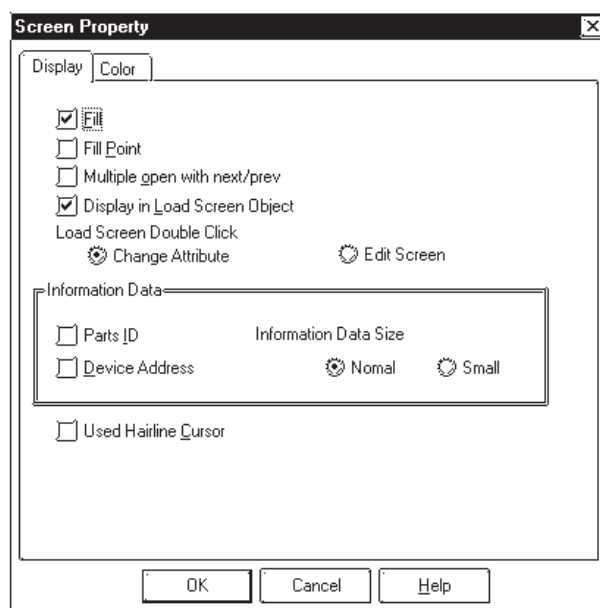 Screen Property
Display Color
Fill
Fill Point
Multiple open with next/prev
Display in Load Screen Object
Load Screen Double Click
Change Attribute Edit Screen
Information Data
Parts ID Information Data Size
Device Address Nomal Small
Used Hairline Cursor
OK Cancel Help